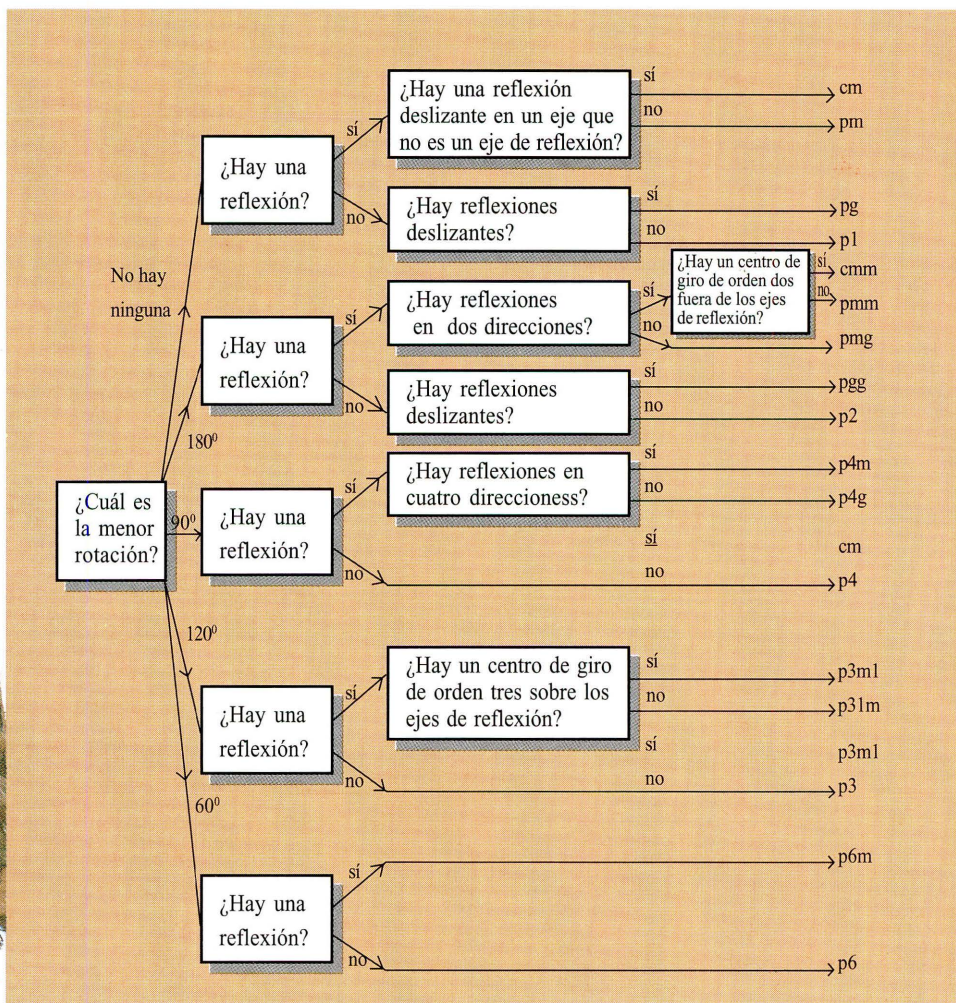 ¿Cuál es
la menor
rotación?
No hay
ninguna
¿Hay una
reflexión?
sí
no
¿Hay una reflexión
deslizante en un eje que
no es un eje de reflexión?
sí
cm
no
pm
¿Hay reflexiones
deslizantes?
sí
pg
no
p1
180⁰
¿Hay una
reflexión?
sí
no
¿Hay reflexiones
en dos direcciones?
sí
no
¿Hay un centro de
giro de orden dos
fuera de los ejes
de reflexión?
sí
cmm
no
pmm
pmg
¿Hay reflexiones
deslizantes?
sí
pgg
no
p2
90⁰
¿Hay una
reflexión?
sí
no
¿Hay reflexiones en
cuatro direccioness?
sí
p4m
no
p4g
sí
cm
no
p4
120⁰
¿Hay una
reflexión?
sí
no
¿Hay un centro de giro
de orden tres sobre los
ejes de reflexión?
sí
p3m1
no
p31m
sí
p3m1
no
p3
60⁰
¿Hay una
reflexión?
sí
p6m
no
p6